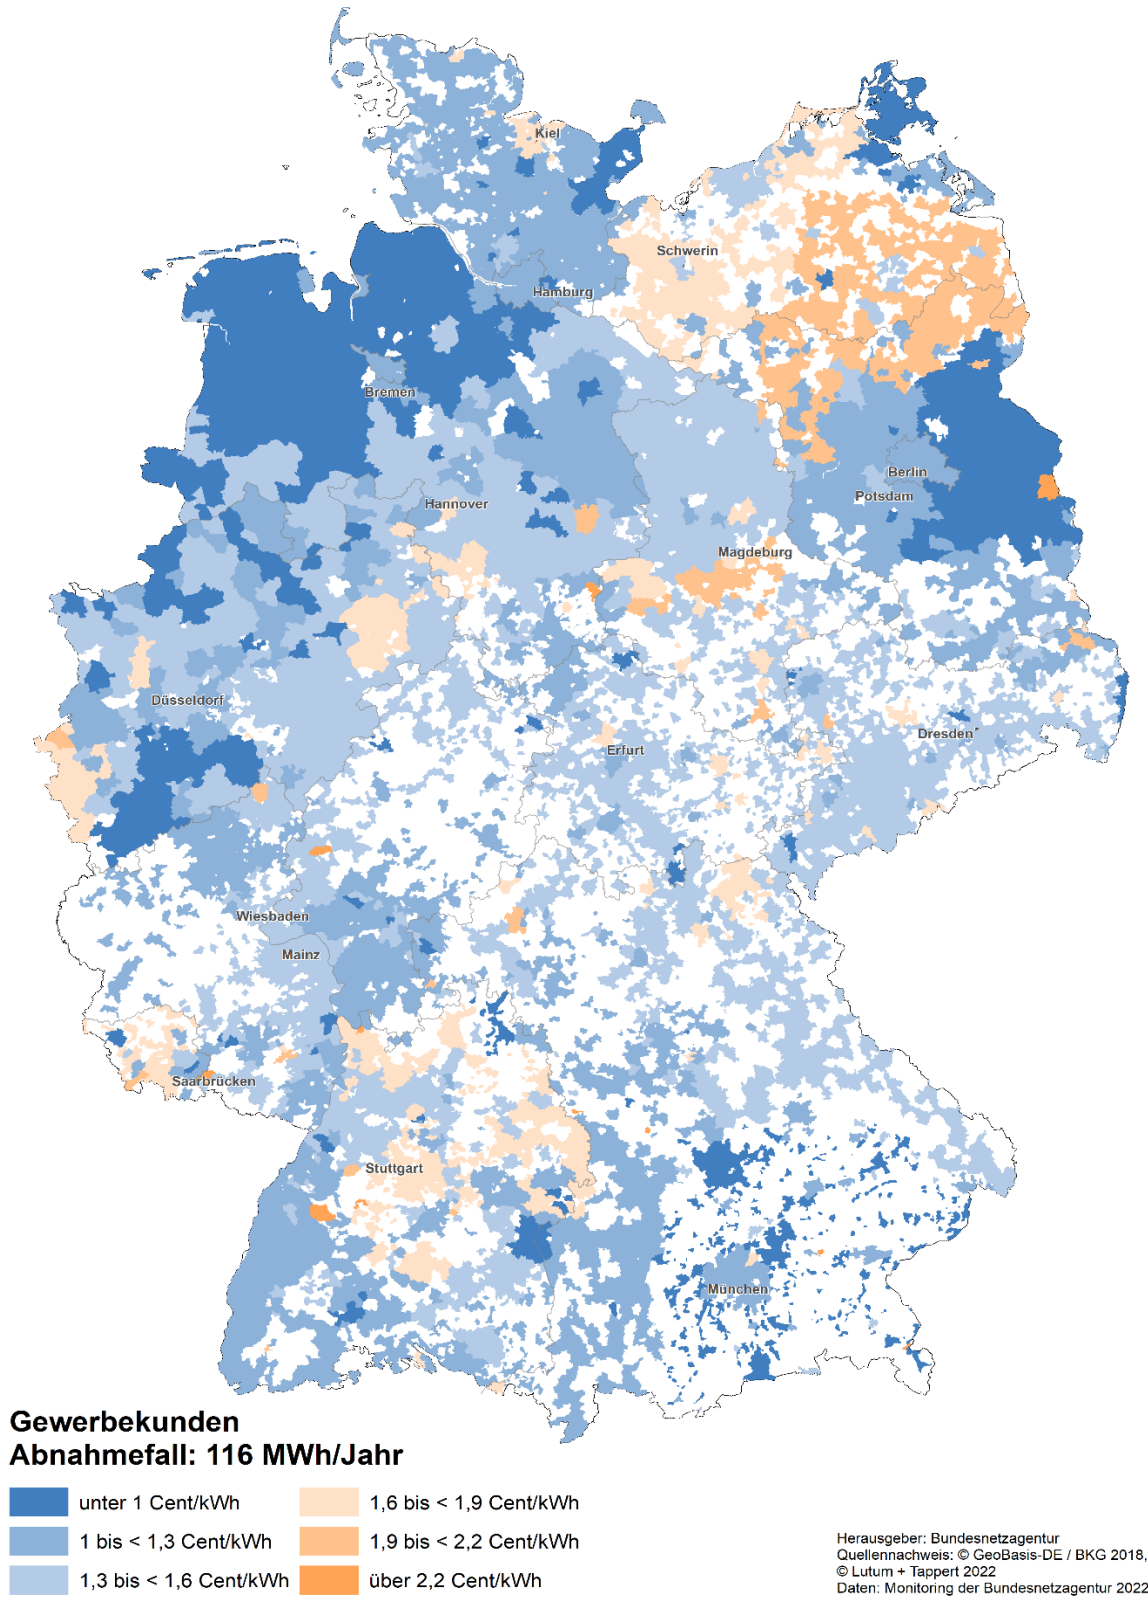 Kiel
Schwerin
Hamburg
Bremen
Berlin
Potsdam
Hannover
Magdeburg
Düsseldorf
Dresden
Erfurt
Wiesbaden
Mainz
Saarbrücken
Stuttgart
München
Gewerbekunden
Abnahmefall: 116 MWh/Jahr
unter 1 Cent/kWh
1 bis < 1,3 Cent/kWh
1,3 bis < 1,6 Cent/kWh
1,6 bis < 1,9 Cent/kWh
1,9 bis < 2,2 Cent/kWh
über 2,2 Cent/kWh
Herausgeber: Bundesnetzagentur
Quellennachweis: © GeoBasis-DE / BKG 2018,
© Lutum + Tappert 2022
Daten: Monitoring der Bundesnetzagentur 2022